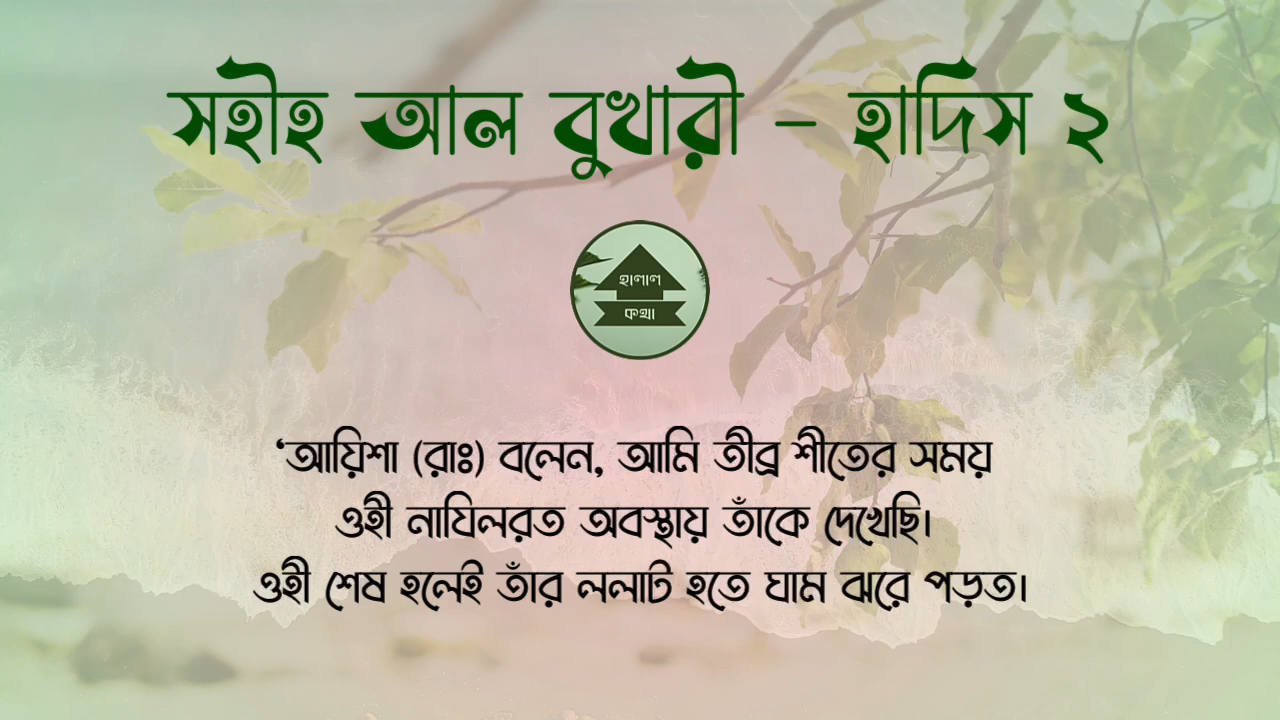 সহীহ আল বুখারী - হাদিস ২
হালাল
কথা
‘আয়িশা (রাঃ) বলেন, আমি তীব্র শীতের সময়
ওহী নাযিলরত অবস্থায় তাঁকে দেখেছি।
ওহী শেষ হলেই তাঁর ললাট হতে ঘাম ঝরে পড়ত।